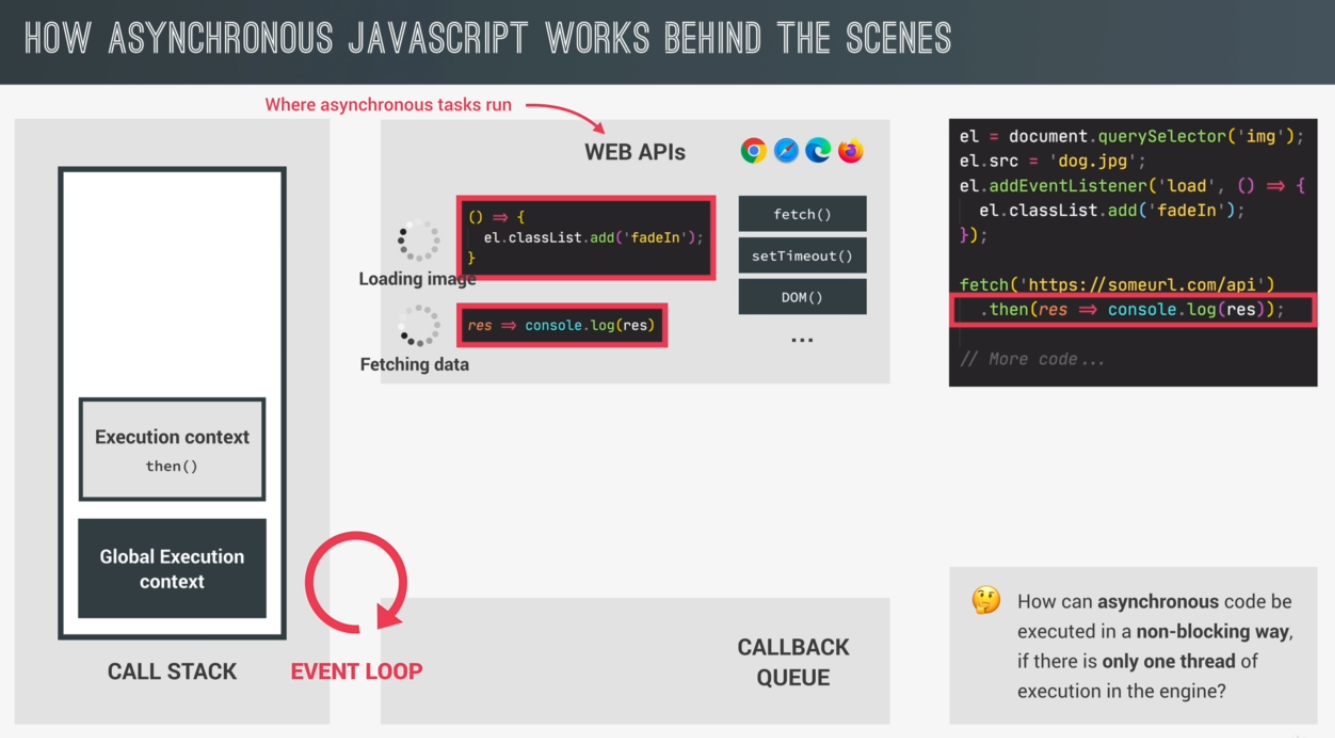 HOW ASYNCHRONOUS JAVASCRIPT WORKS BEHIND THE SCENES
Where asynchronous tasks run
WEB APIs
() => {
el.classList.add('fadeIn');
}
Loading image
res => console.log(res)
Fetching data
fetch()
setTimeout()
DOM()
...
el = document.querySelector('img');
el.src = 'dog.jpg';
el.addEventListener('load', () => {
el.classList.add('fadeIn');
});
fetch('https://someurl.com/api')
.then(res => console.log(res));
// More code...
Execution context
then()
Global Execution
context
CALL STACK
EVENT LOOP
CALLBACK
QUEUE
How can asynchronous code be
executed in a non-blocking way,
if there is only one thread of
execution in the engine?